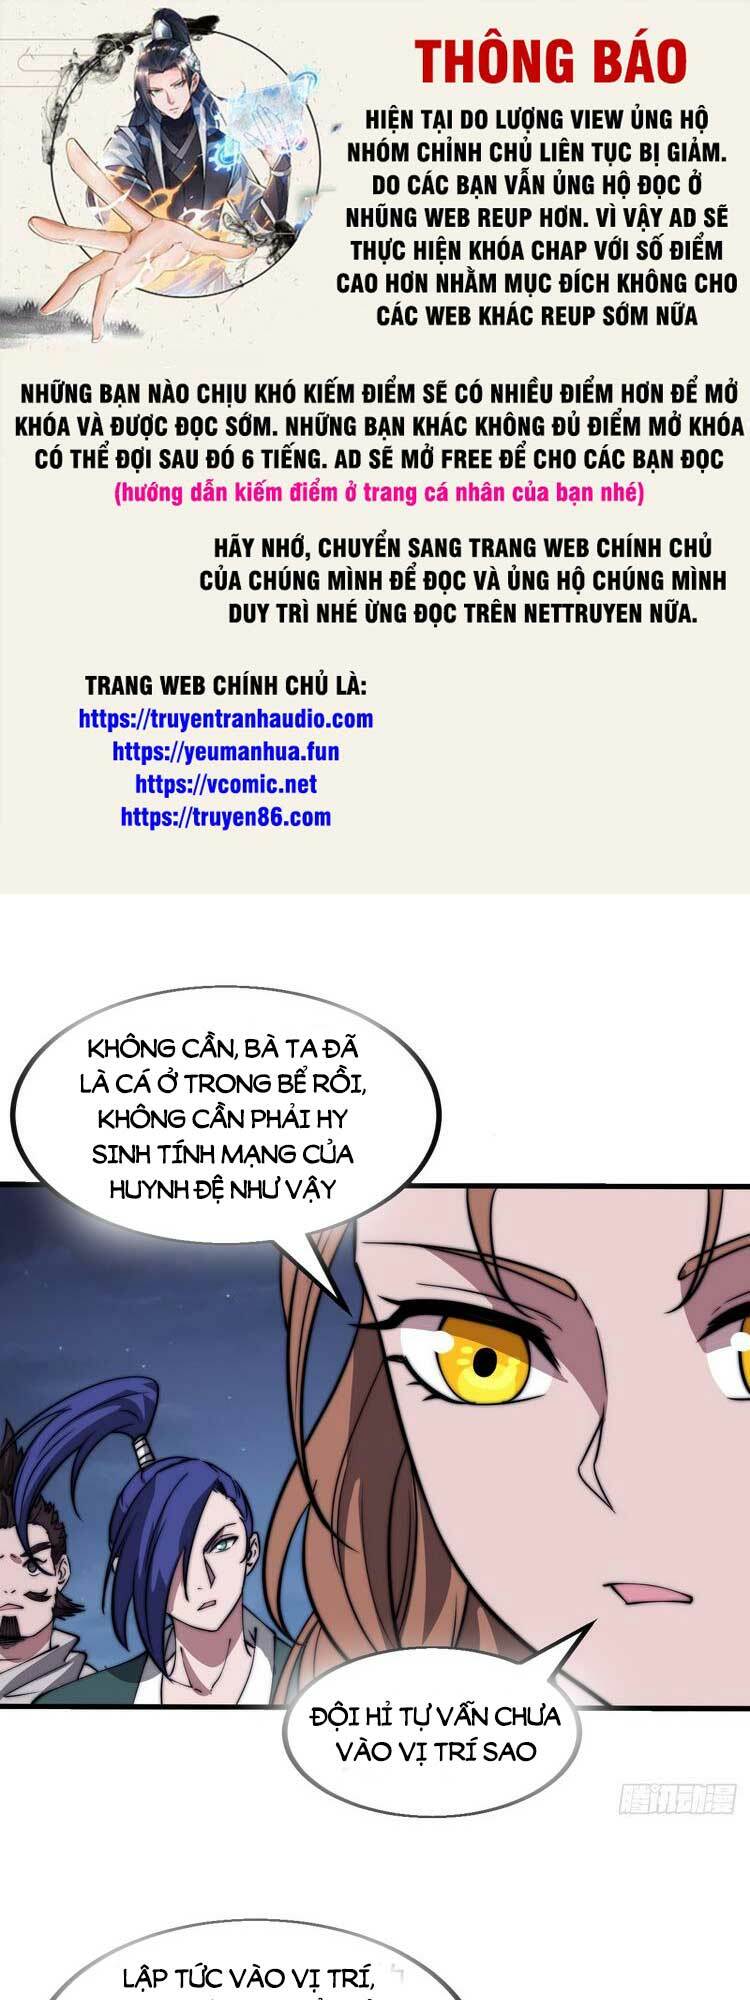 THÔNG BÁO
HIỆN TẠI DO LƯỢNG VIEW ỦNG HỘ
NHÓM CHỈNH CHỦ LIÊN TỤC BỊ GIẢM.
DO CÁC BẠN VẪN ỦNG HỘ ĐỌC Ở
NHŨNG WEB REUP HƠN. VÌ VẬY AD SẼ
THỰC HIỆN KHÓA CHAP VỚI SỐ ĐIỂM
CAO HƠN NHẰM MỤC ĐÍCH KHÔNG CHO
CÁC WEB KHÁC REUP SỚM NỮA
NHỮNG BẠN NÀO CHỊU KHÓ KIẾM ĐIỂM SẼ CÓ NHIỀU ĐIỂM HƠN ĐỂ MỞ
KHÓA VÀ ĐƯỢC ĐỌC SỚM. NHỮNG BẠN KHÁC KHÔNG ĐỦ ĐIỂM MỞ KHÓA
CÓ THỂ ĐỢI SAU ĐÓ 6 TIẾNG. AD SẼ MỞ FREE ĐỂ CHO CÁC BẠN ĐỌC
(hướng dẫn kiếm điểm ở trang cá nhân của bạn nhé)
HÃY NHỚ, CHUYỂN SANG TRANG WEB CHÍNH CHỦ
CỦA CHÚNG MÌNH ĐỂ ĐỌC VÀ ỦNG HỘ CHÚNG MÌNH
DUY TRÌ NHÉ ỪNG ĐỌC TRÊN NETTRUYEN NỮA.
TRANG WEB CHÍNH CHỦ LÀ:
https://truyentranhaudio.com
https://yeumanhua.fun
https://vcomic.net
https://truyen86.com
KHÔNG CẦN, BÀ TA ĐÃ
LÀ CÁ Ở TRONG BỂ RỒI,
KHÔNG CẦN PHẢI HY
SINH TÍNH MẠNG CỦA
HUYNH ĐỆ NHƯ VẬY
ĐỘI HỈ TỰ VẤN CHƯA
VÀO VỊ TRÍ SAO
腾讯动漫
LẬP TỨC VÀO VỊ TRÍ,